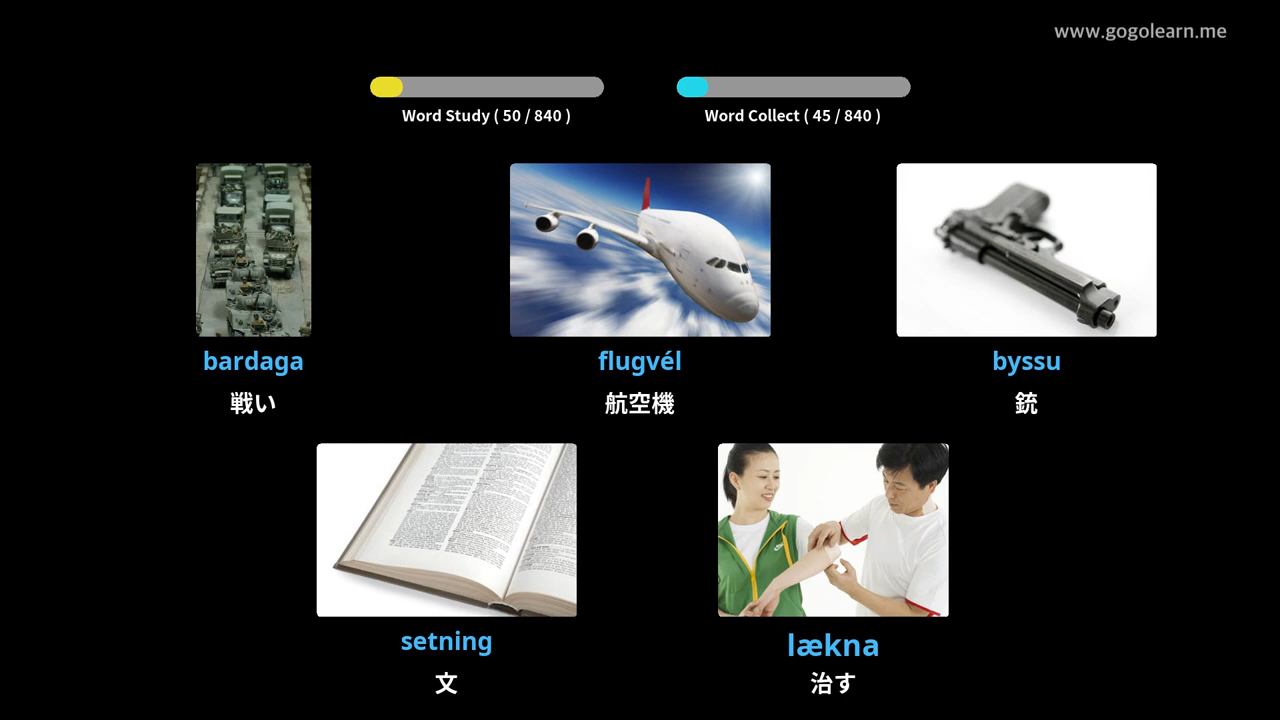 www.gogolearn.me
Word Study ( 50 / 840 )
Word Collect ( 45 / 840 )
bardaga
戦い
flugvél
航空機
byssu
銃
setning
文
lækna
治す